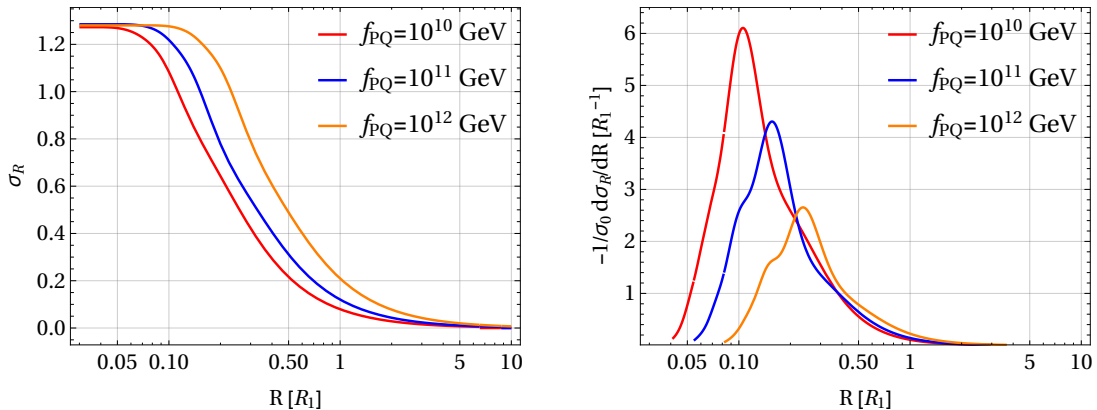 f_PQ=10^10 GeV
f_PQ=10^11 GeV
f_PQ=10^12 GeV
σ_R
1.2
1.0
0.8
0.6
0.4
0.2
0.0
0.05 0.10 0.50 1 5 10
R [R_1]
f_PQ=10^10 GeV
f_PQ=10^11 GeV
f_PQ=10^12 GeV
-1/σ_0 dσ_R/dR [R_1^-1]
6
5
4
3
2
1
0.05 0.10 0.50 1 5 10
R [R_1]